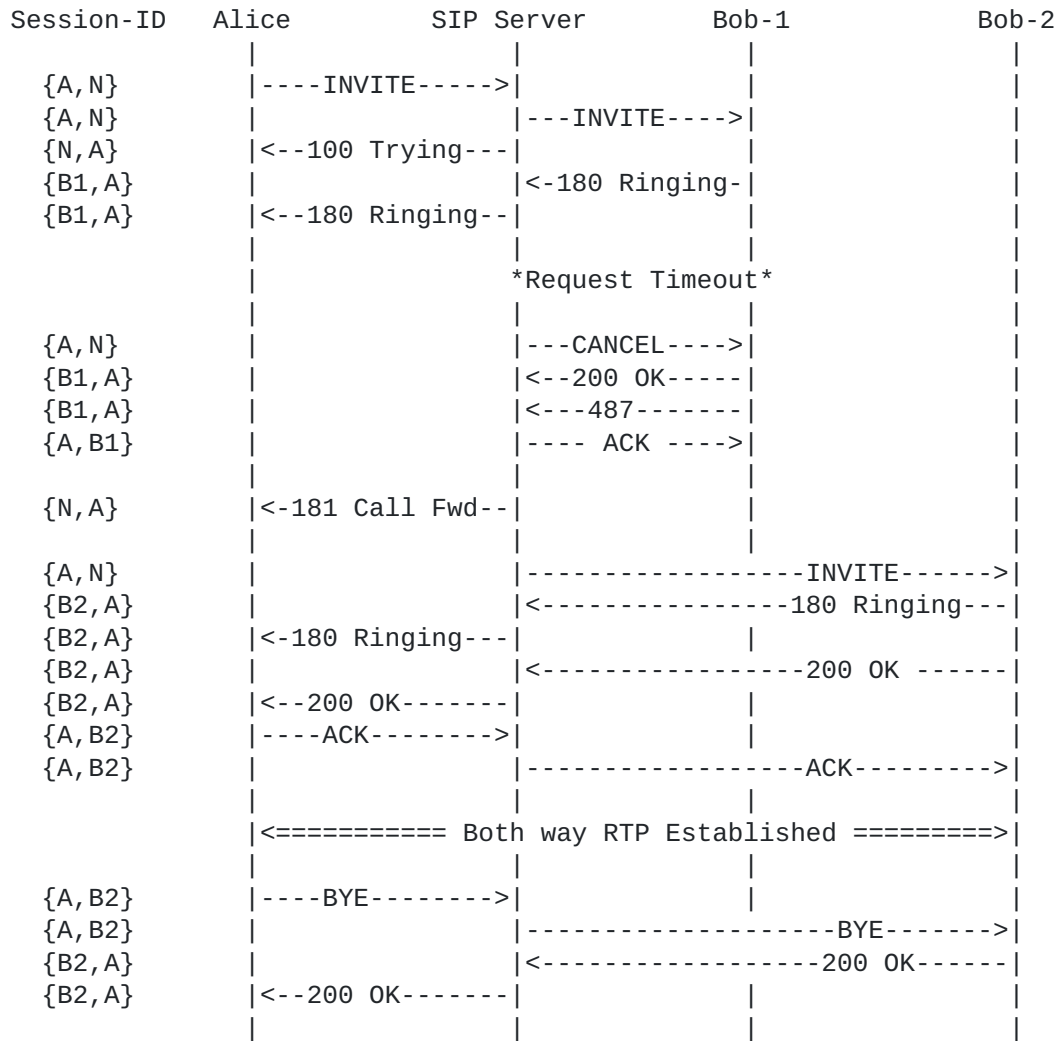 Session-ID   Alice         SIP Server        Bob-1            Bob-2
               |                |              |                |
  {A,N}        |----INVITE----->|              |                |
  {A,N}        |                |---INVITE---->|                |
  {N,A}        |<--100 Trying---|              |                |
  {B1,A}       |                |<-180 Ringing-|                |
  {B1,A}       |<--180 Ringing--|              |                |
               |                |              |                |
               |                *Request Timeout*               |
               |                |              |                |
  {A,N}        |                |---CANCEL---->|                |
  {B1,A}       |                |<--200 OK-----|                |
  {B1,A}       |                |<---487-------|                |
  {A,B1}       |                |---- ACK ---->|                |
               |                |              |                |
  {N,A}        |<-181 Call Fwd--|              |                |
               |                |              |                |
  {A,N}        |                |------------------INVITE------>|
  {B2,A}       |                |<----------------180 Ringing---|
  {B2,A}       |<-180 Ringing---|              |                |
  {B2,A}       |                |<-----------------200 OK ------|
  {B2,A}       |<--200 OK-------|              |                |
  {A,B2}       |----ACK-------->|              |                |
  {A,B2}       |                |------------------ACK--------->|
               |                |              |                |
               |<=========== Both way RTP Established =========>|
               |                |              |                |
  {A,B2}       |----BYE-------->|              |                |
  {A,B2}       |                |--------------------BYE------->|
  {B2,A}       |                |<------------------200 OK------|
  {B2,A}       |<--200 OK-------|              |                |
               |                |              |                |